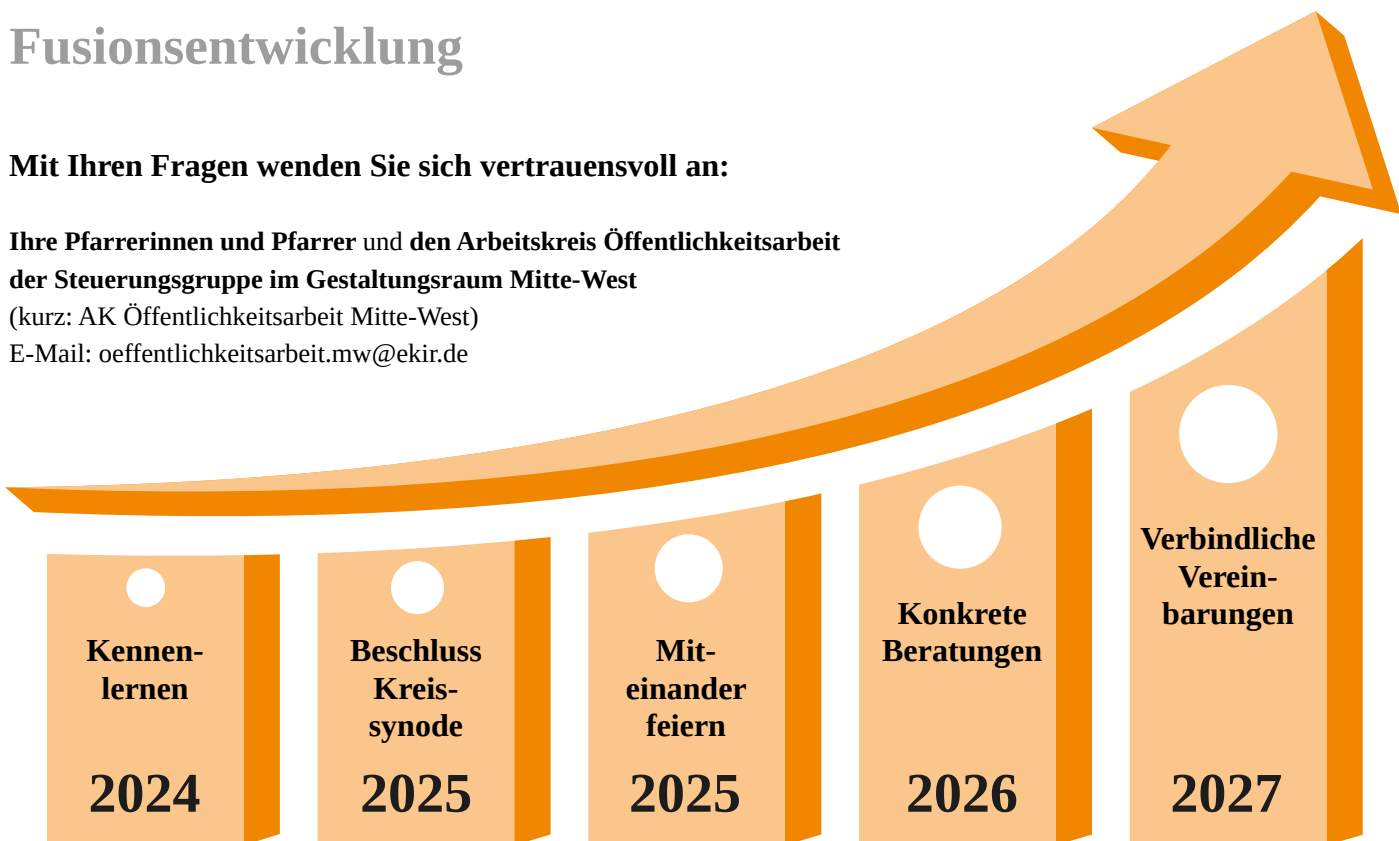 Fusionsentwicklung
Mit Ihren Fragen wenden Sie sich vertrauensvoll an:
Ihre Pfarrerinnen und Pfarrer und den Arbeitskreis Öffentlichkeitsarbeit
der Steuerungsgruppe im Gestaltungsraum Mitte-West
(kurz: AK Öffentlichkeitsarbeit Mitte-West)
E-Mail: oeffentlichkeitsarbeit.mw@ekir.de
Kennen-
lernen
2024
Beschluss
Kreis-
synode
2025
Mit-
einander
feiern
2025
Konkrete
Beratungen
2026
Verbindliche
Verein-
barungen
2027